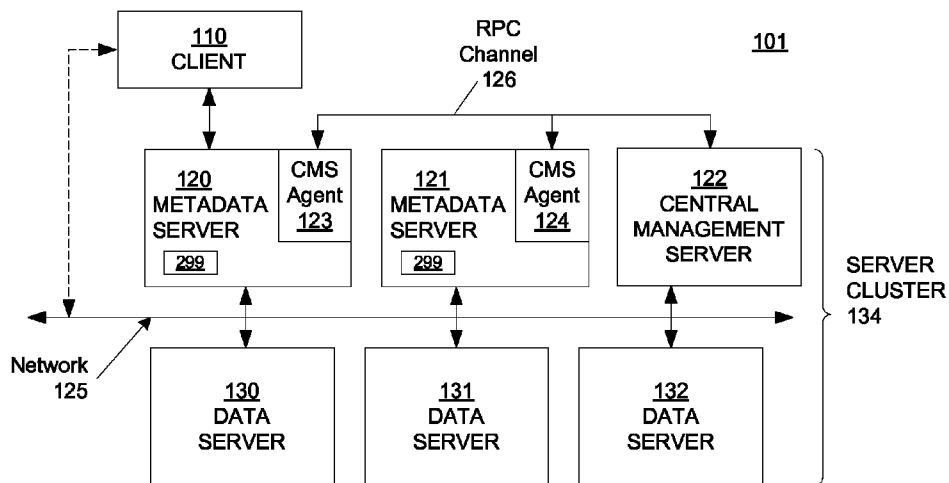 110
CLIENT
RPC
Channel
126
101
120
METADATA
SERVER
299
CMS
Agent
123
121
METADATA
SERVER
299
CMS
Agent
124
122
CENTRAL
MANAGEMENT
SERVER
SERVER
CLUSTER
134
Network
125
130
DATA
SERVER
131
DATA
SERVER
132
DATA
SERVER